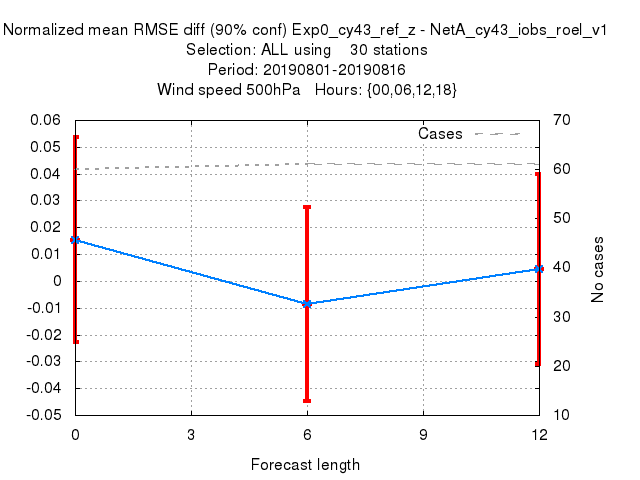 Normalized mean RMSE diff (90% conf) Exp0_cy43_ref_z - NetA_cy43_iobs_roel_v1
Selection: ALL using 30 stations
Period: 20190801-20190816
Wind speed 500hPa Hours: {00,06,12,18}
Cases
0.06
0.05
0.04
0.03
0.02
0.01
0
-0.01
-0.02
-0.03
-0.04
-0.05
70
60
50
40
30
20
10
No cases
0 3 6 9 12
Forecast length